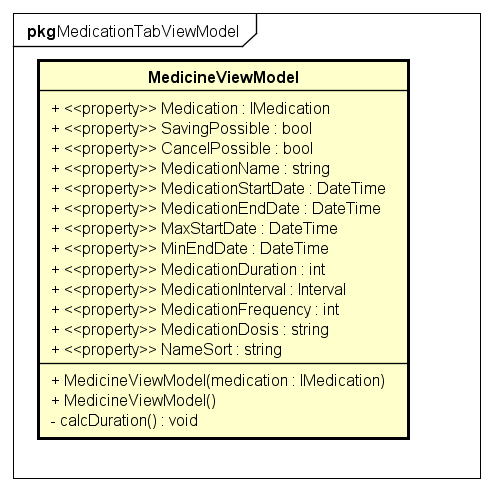 pkg MedicationTabViewModel
MedicineViewModel
+ <<property>> Medication : IMedication
+ <<property>> SavingPossible : bool
+ <<property>> CancelPossible : bool
+ <<property>> MedicationName : string
+ <<property>> MedicationStartDate : DateTime
+ <<property>> MedicationEndDate : DateTime
+ <<property>> MaxStartDate : DateTime
+ <<property>> MinEndDate : DateTime
+ <<property>> MedicationDuration : int
+ <<property>> MedicationInterval : Interval
+ <<property>> MedicationFrequency : int
+ <<property>> MedicationDosis : string
+ <<property>> NameSort : string
+ MedicineViewModel(medication : IMedication)
+ MedicineViewModel()
- calcDuration() : void